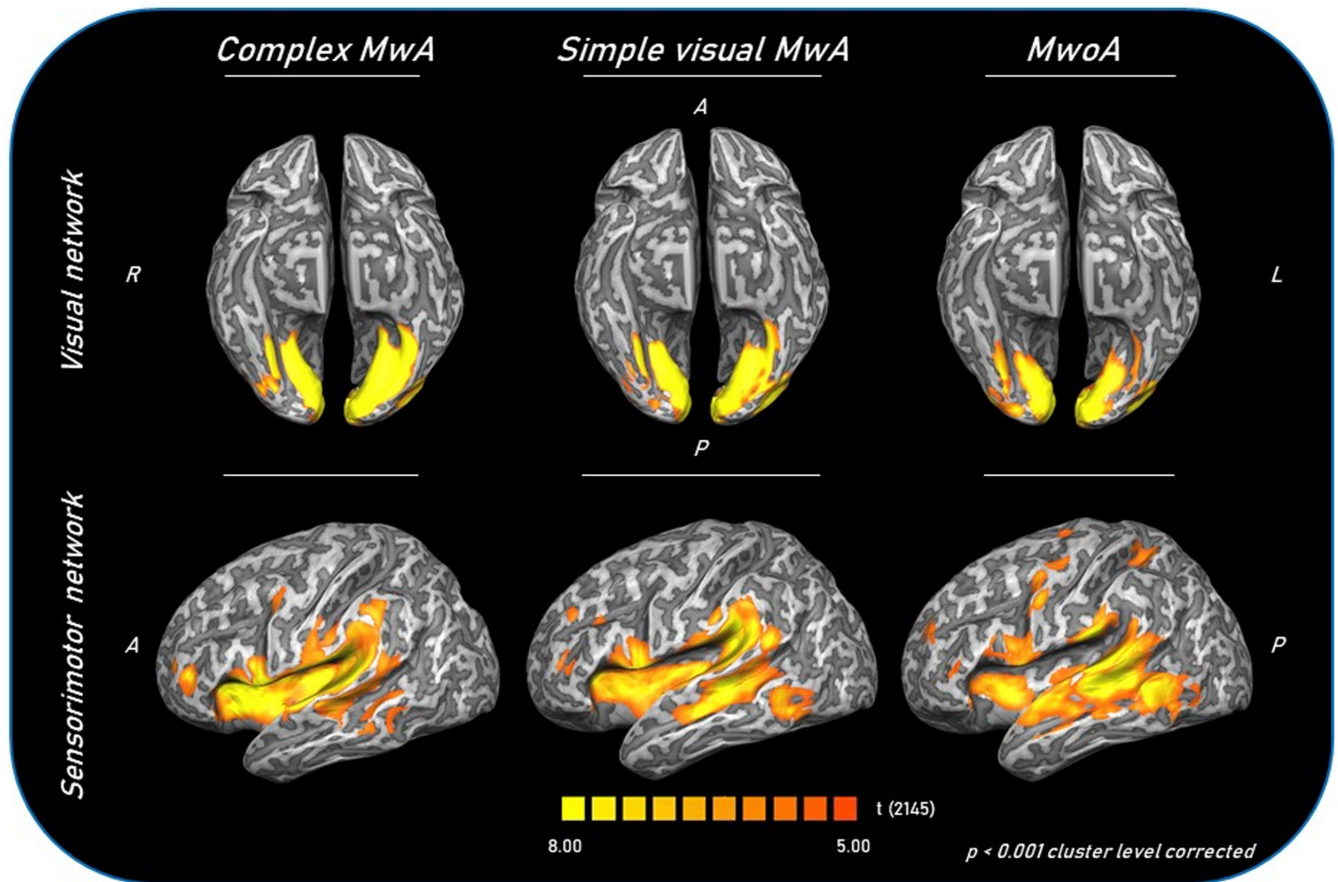 Complex MwA
Simple visual MwA
MwoA
A
Visual network
R
L
P
Sensorimotor network
A
P
t (2145)
8.00
5.00
p < 0.001 cluster level corrected